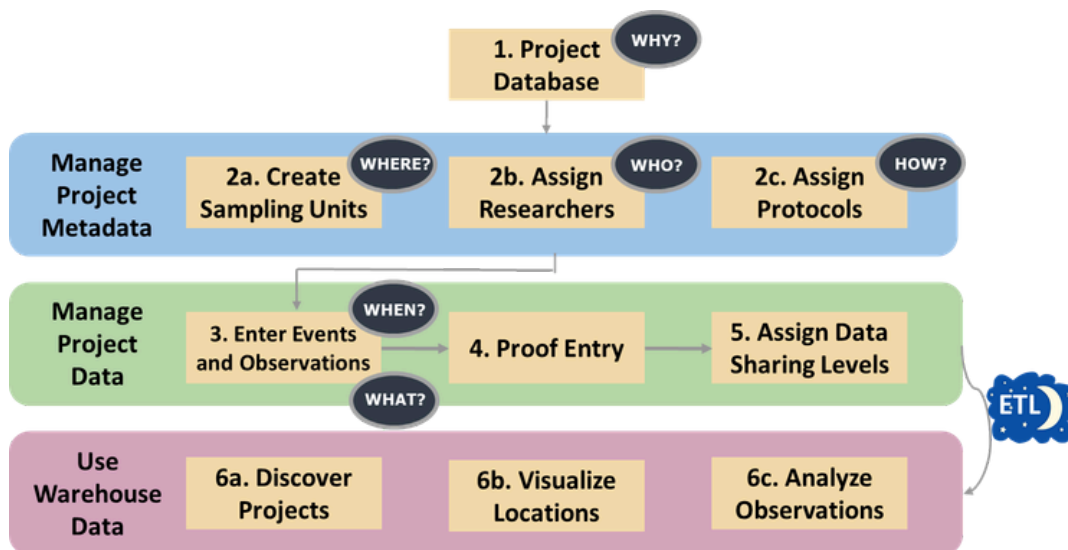 1. Project
Database
WHY?
Manage
Project
Metadata
2a. Create
Sampling Units
WHERE?
2b. Assign
Researchers
WHO?
2c. Assign
Protocols
HOW?
Manage
Project
Data
3. Enter Events
and Observations
WHEN?
WHAT?
4. Proof Entry
5. Assign Data
Sharing Levels
ETL
Use
Warehouse
Data
6a. Discover
Projects
6b. Visualize
Locations
6c. Analyze
Observations